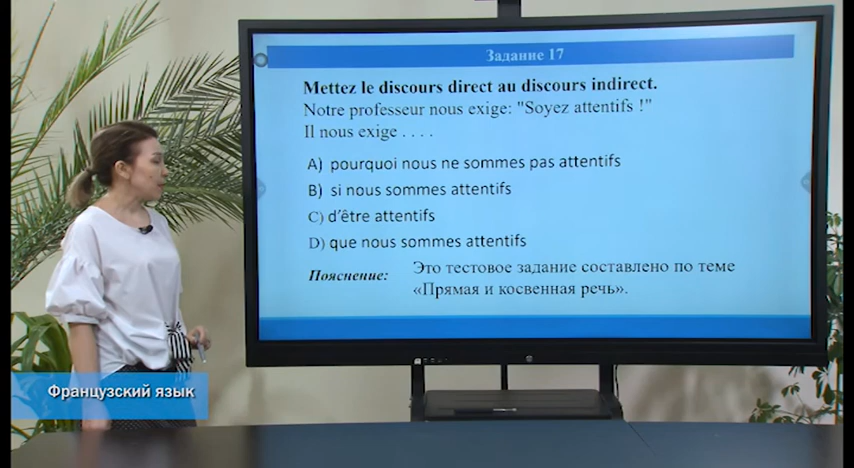 Задание 17
Mettez le discours direct au discours indirect.
Notre professeur nous exige: "Soyez attentifs !"
Il nous exige . . . .
A) pourquoi nous ne sommes pas attentifs
B) si nous sommes attentifs
C) d'être attentifs
D) que nous sommes attentifs
Пояснение: Это тестовое задание составлено по теме
«Прямая и косвенная речь».
Французский язык